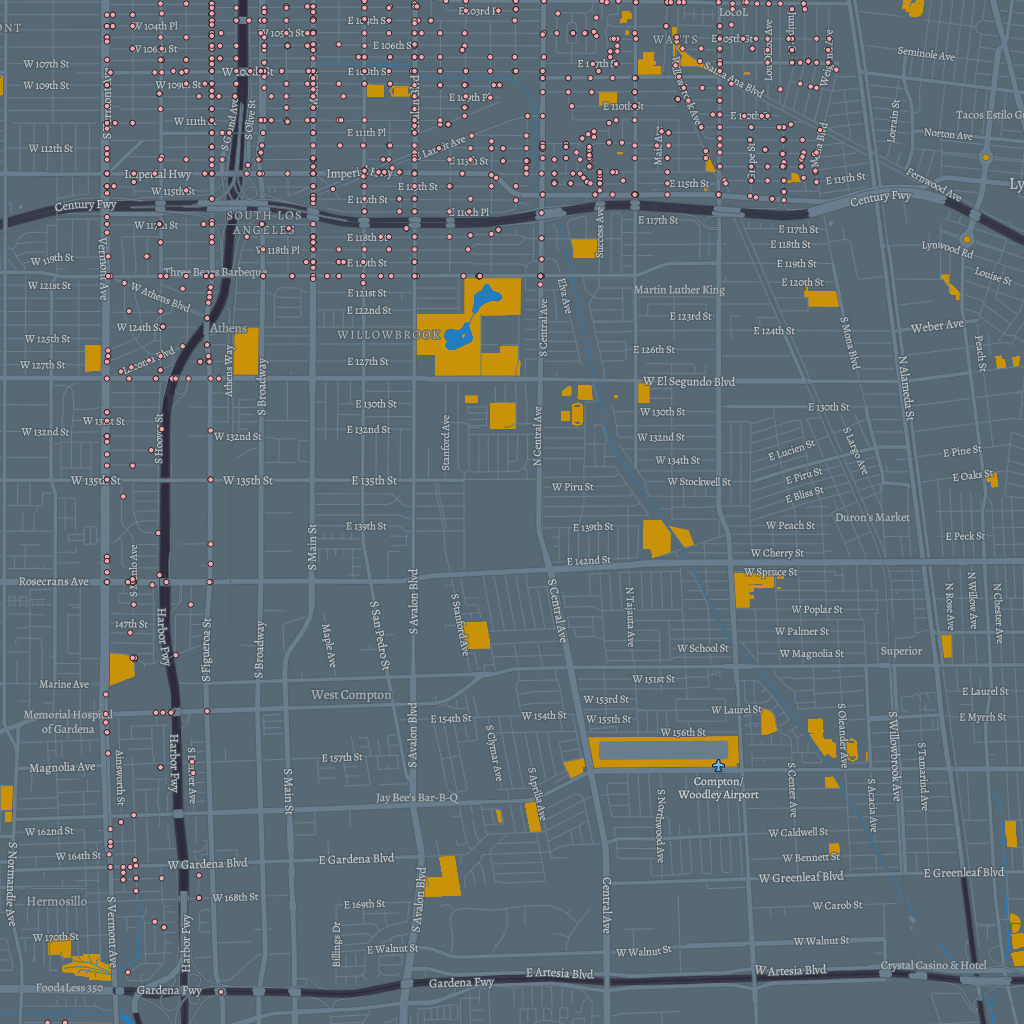 E 103rd St
LocoL
W 104th Pl
E 104th St
W 105th St
E 105th St
WATTS
W 106th St
E 106th St
Seminole Ave
W 107th St
E 107th St
W 109th St
E 108th St
Santa Ana Blvd
E 109th Pl
E 110th St
Tacos Estilo Gu
W 111th St
E 111th Pl
Norton Ave
Lorrain St
S Grand Ave
S Olive St
W 112th St
E Lanzit Ave
E 113th St
Imperial Hwy
Fernwood Ave
W 115th St
E 115th St
E 115th St
Century Fwy
Century Fwy
SOUTH LOS
ANGELES
E 117th St
E 117th St
E 118th St
E 118th St
W 118th Pl
W 119th St
E 119th St
E 119th St
Success Ave
Lynwood Rd
Louise St
Three Bears Barbeque
W 121st St
E 121st St
E 120th St
Martin Luther King
Vermont Ave
W Athens Blvd
E 122nd St
E 123rd St
Elva Ave
S Central Ave
W 124th St
Athens
E 124th St
Weber Ave
WILLOWBROOK
W 125th St
E 126th St
S Mona Blvd
Peach St
W 127th St
E 127th St
Laconia Blvd
Athens Way
S Broadway
W El Segundo Blvd
N Alameda St
E 130th St
W 130th St
E 130th St
W 132nd St
W 132nd St
E 132nd St
W 132nd St
Stanford Ave
N Central Ave
S Hoover St
E Lucien St
S Largo Ave
E Pine St
W 134th St
E Piru St
E Oaks St
W 135th St
W 135th St
E 135th St
W Piru St
W Stockwell St
E Bliss St
Duron's Market
E 139th St
E 139th St
W Peach St
E Peck St
S Main St
W Cherry St
E 142nd St
W Spruce St
Rosecrans Ave
S Menlo Ave
S Avalon Blvd
S Central Ave
N Tajauta Ave
N Rose Ave
N Willow Ave
N Chester Ave
W Poplar St
W Palmer St
W Magnolia St
Superior
W School St
147th St
Harbor Fwy
S Figueroa St
S Broadway
Maple Ave
S San Pedro St
S Stanford Ave
Marine Ave
West Compton
W 151st St
E Laurel St
W 153rd St
W Laurel St
E Myrrh St
Memorial Hospital
of Gardena
E 154th St
W 154th St
W 155th St
W 156th St
S Oleander Ave
S Willowbrook Ave
S Tamarind Ave
Magnolia Ave
Ainsworth St
Harbor Fwy
E 157th St
S Avalon Blvd
S Clymar Ave
S Aprilia Ave
Compton/
Woodley Airport
S Center Ave
S Acacia Ave
S Main St
Jay Bee's Bar-B-Q
S Northwood Ave
W 162nd St
W Caldwell St
W 164th St
W Gardena Blvd
E Gardena Blvd
W Bennett St
W Greenleaf Blvd
E Greenleaf Blvd
S Normandie Ave
Hermosillo
W 168th St
E 169th St
W Carob St
S Vermont Ave
Harbor Fwy
Billings Dr
S Avalon Blvd
Central Ave
W 170th St
E Walnut St
W Walnut St
W Walnut St
E Artesia Blvd
W Artesia Blvd
Crystal Casino & Hotel
Food4Less 350
Gardena Fwy
Gardena Fwy